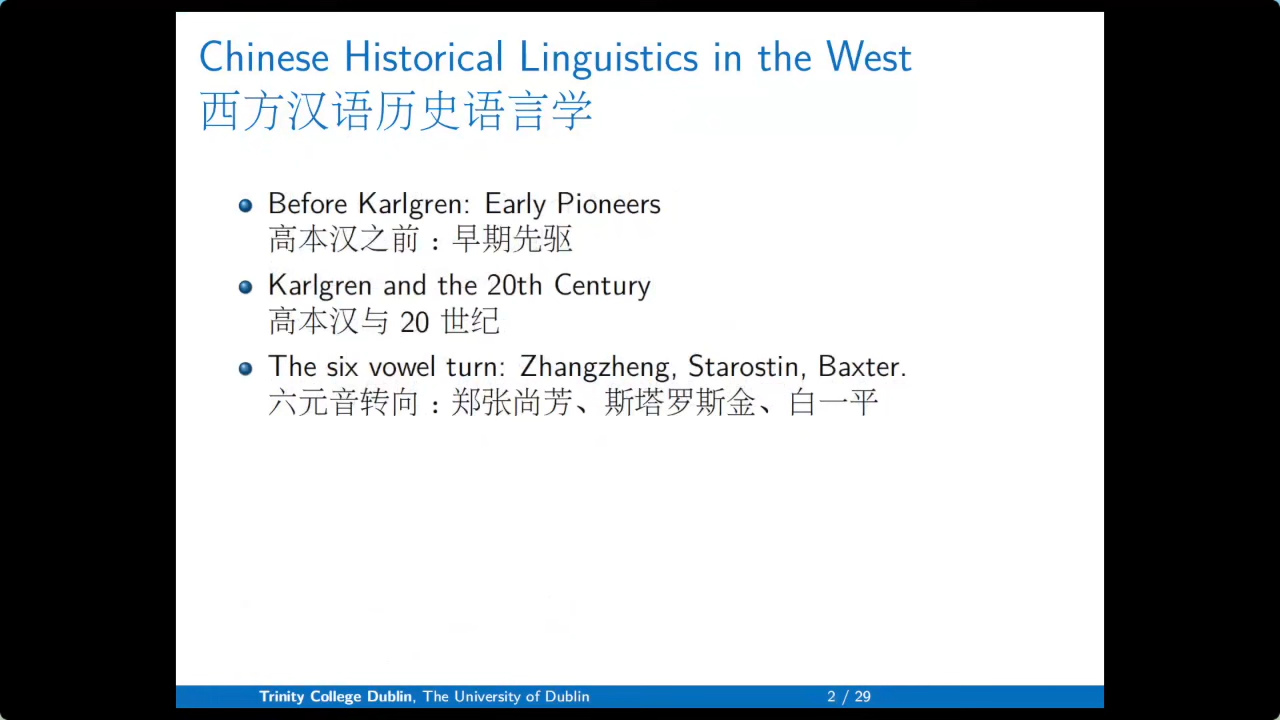 Chinese Historical Linguistics in the West
西方汉语历史语言学
Before Karlgren: Early Pioneers
高本汉之前：早期先驱
Karlgren and the 20th Century
高本汉与 20 世纪
The six vowel turn: Zhangzheng, Starostin, Baxter.
六元音转向：郑张尚芳、斯塔罗斯金、白一平
Trinity College Dublin, The University of Dublin
2 / 29